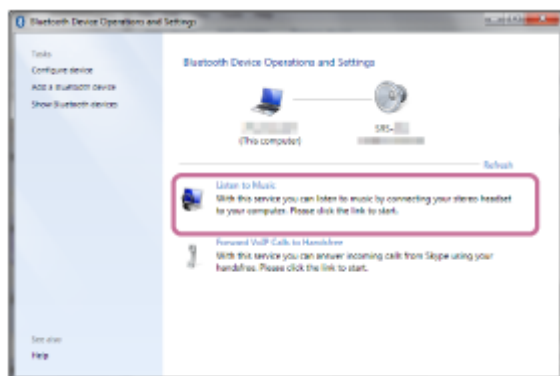 Bluetooth Device Operations and Settings
Tasks
Configure device
Add a Bluetooth device
Show Bluetooth devices
See also
Help
Bluetooth Device Operations and Settings
(This computer)
SRS-
Refresh
Listen to Music
With this service you can listen to music by connecting your stereo headset
to your computer. Please click the link to start.
Forward VoIP Calls to Handsfree
With this service you can answer incoming calls from Skype using your
handsfree. Please click the link to start.